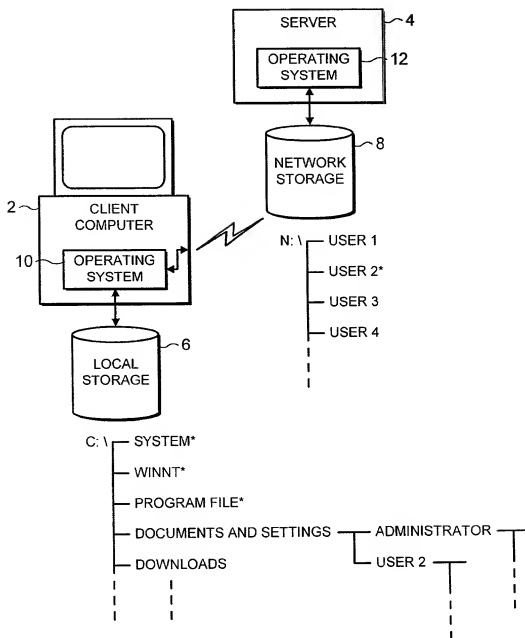 SERVER
4
OPERATING
SYSTEM
12
8
NETWORK
STORAGE
2
CLIENT
COMPUTER
10
OPERATING
SYSTEM
N: \
USER 1
USER 2*
USER 3
USER 4
6
LOCAL
STORAGE
C: \
SYSTEM*
WINNT*
PROGRAM FILE*
DOCUMENTS AND SETTINGS
ADMINISTRATOR
USER 2
DOWNLOADS